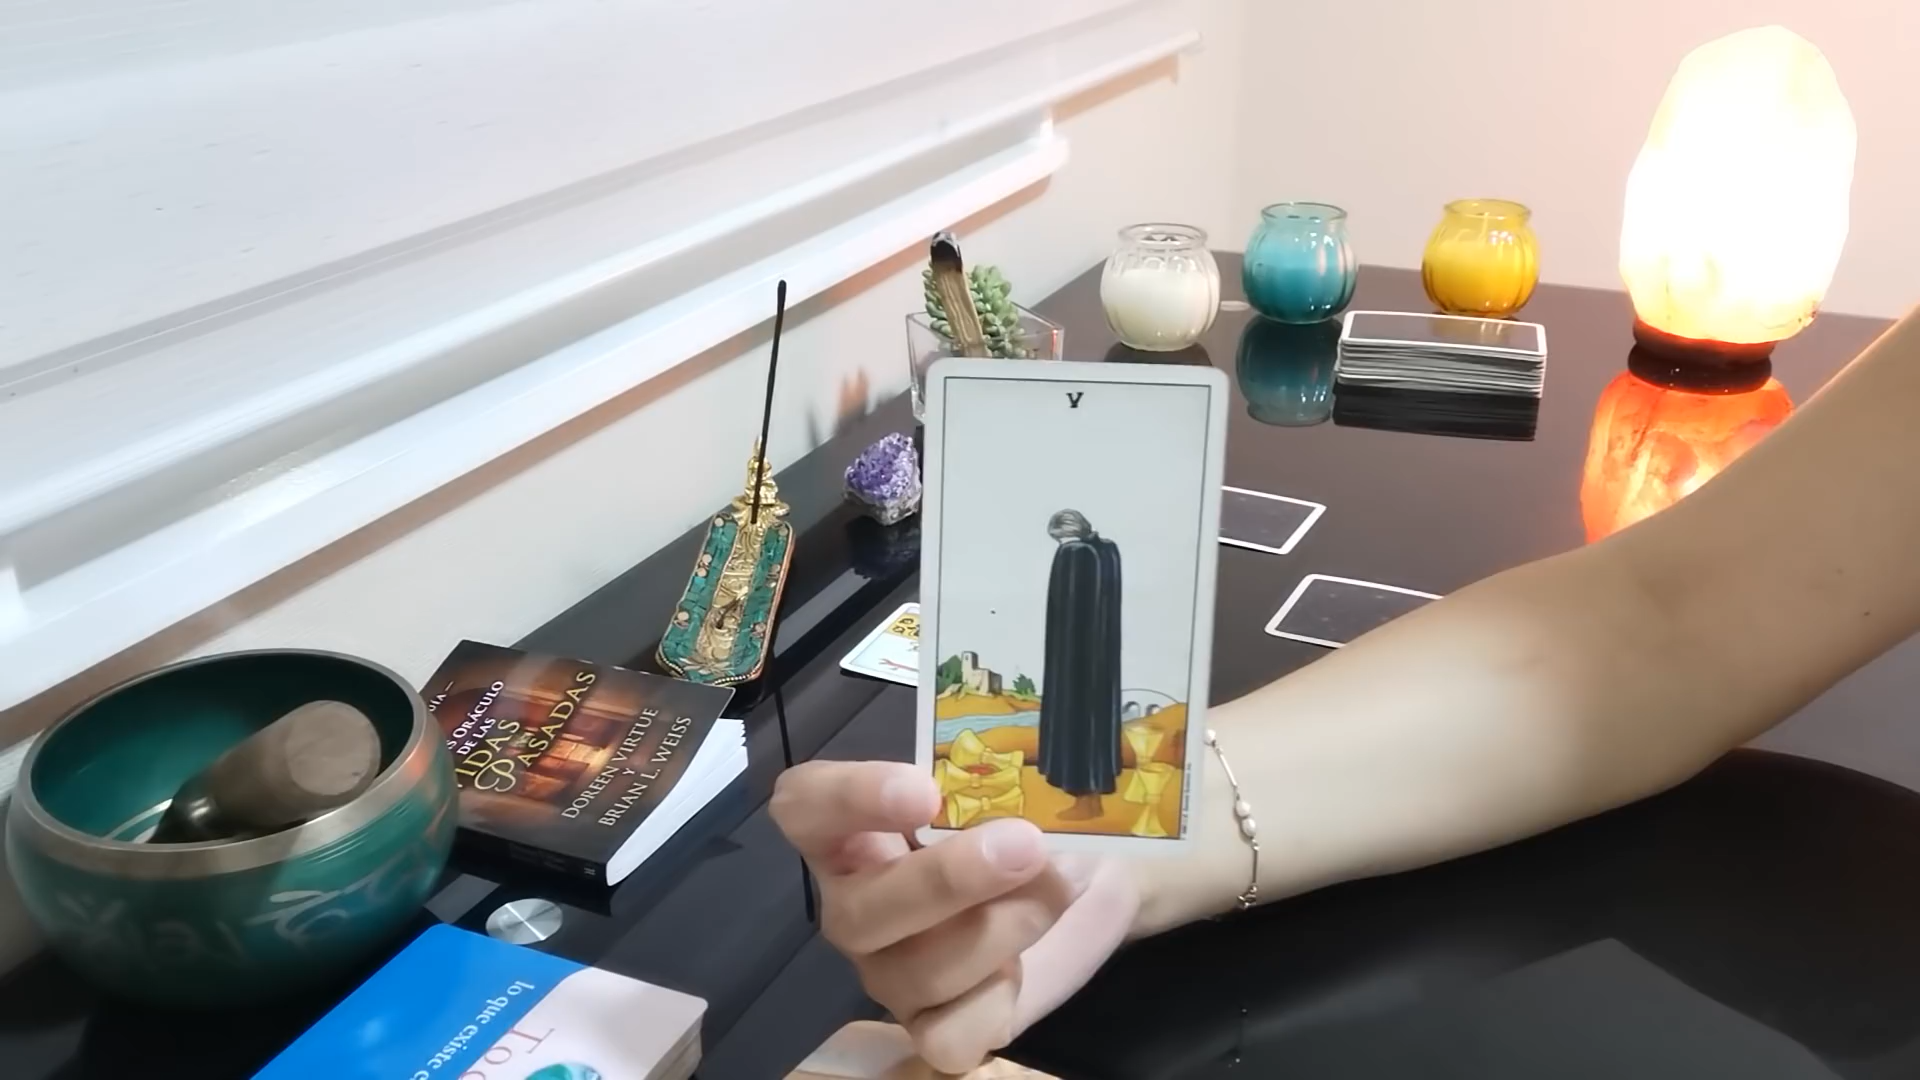 V
ORÁCULO
DE LAS
VIDAS
PASADAS
DOREEN VIRTUE
Y
BRIAN L. WEISS
lo que existe